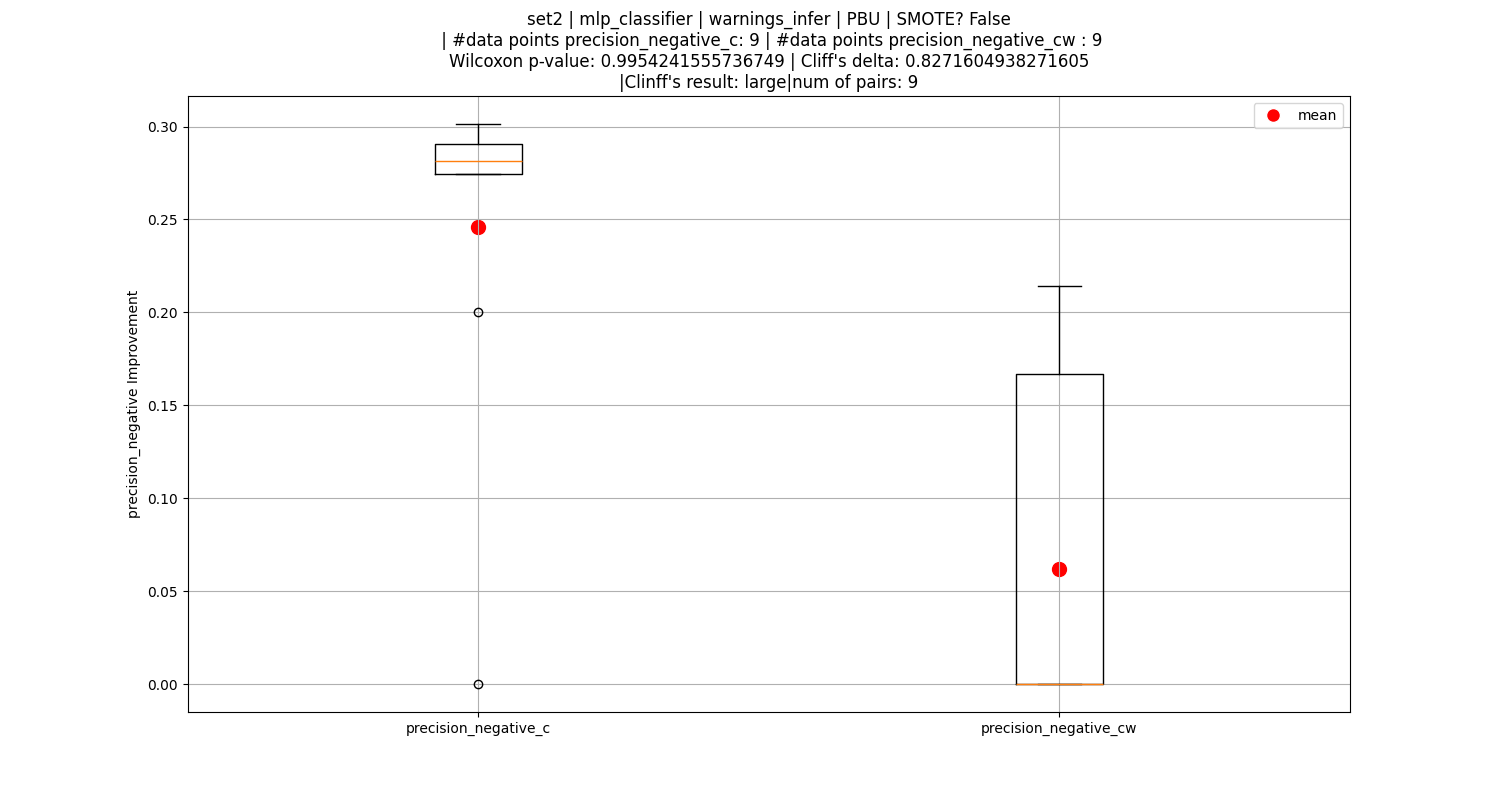 set2 | mlp_classifier | warnings_infer | PBU | SMOTE? False
| #data points precision_negative_c: 9 | #data points precision_negative_cw : 9
Wilcoxon p-value: 0.9954241555736749 | Cliff's delta: 0.8271604938271605
|Clinff's result: large|num of pairs: 9
mean
0.30
0.25
0.20
0.15
0.10
0.05
0.00
precision_negative Improvement
precision_negative_c
precision_negative_cw